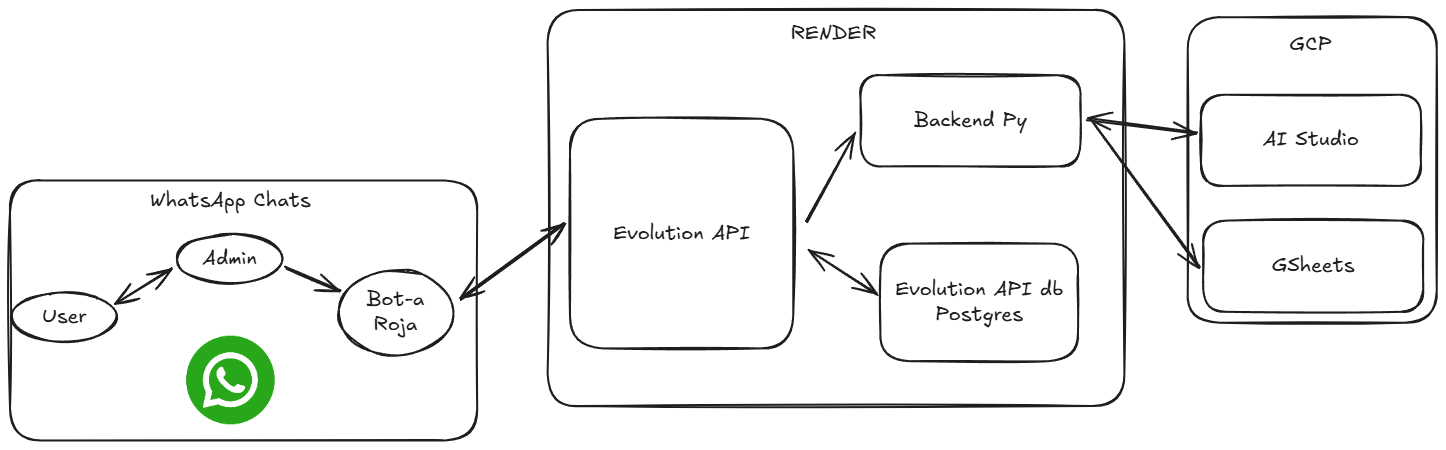 WhatsApp Chats
Admin
User
Bot-a
Roja
RENDER
Evolution API
Backend Py
Evolution API db
Postgres
GCP
AI Studio
GSheets